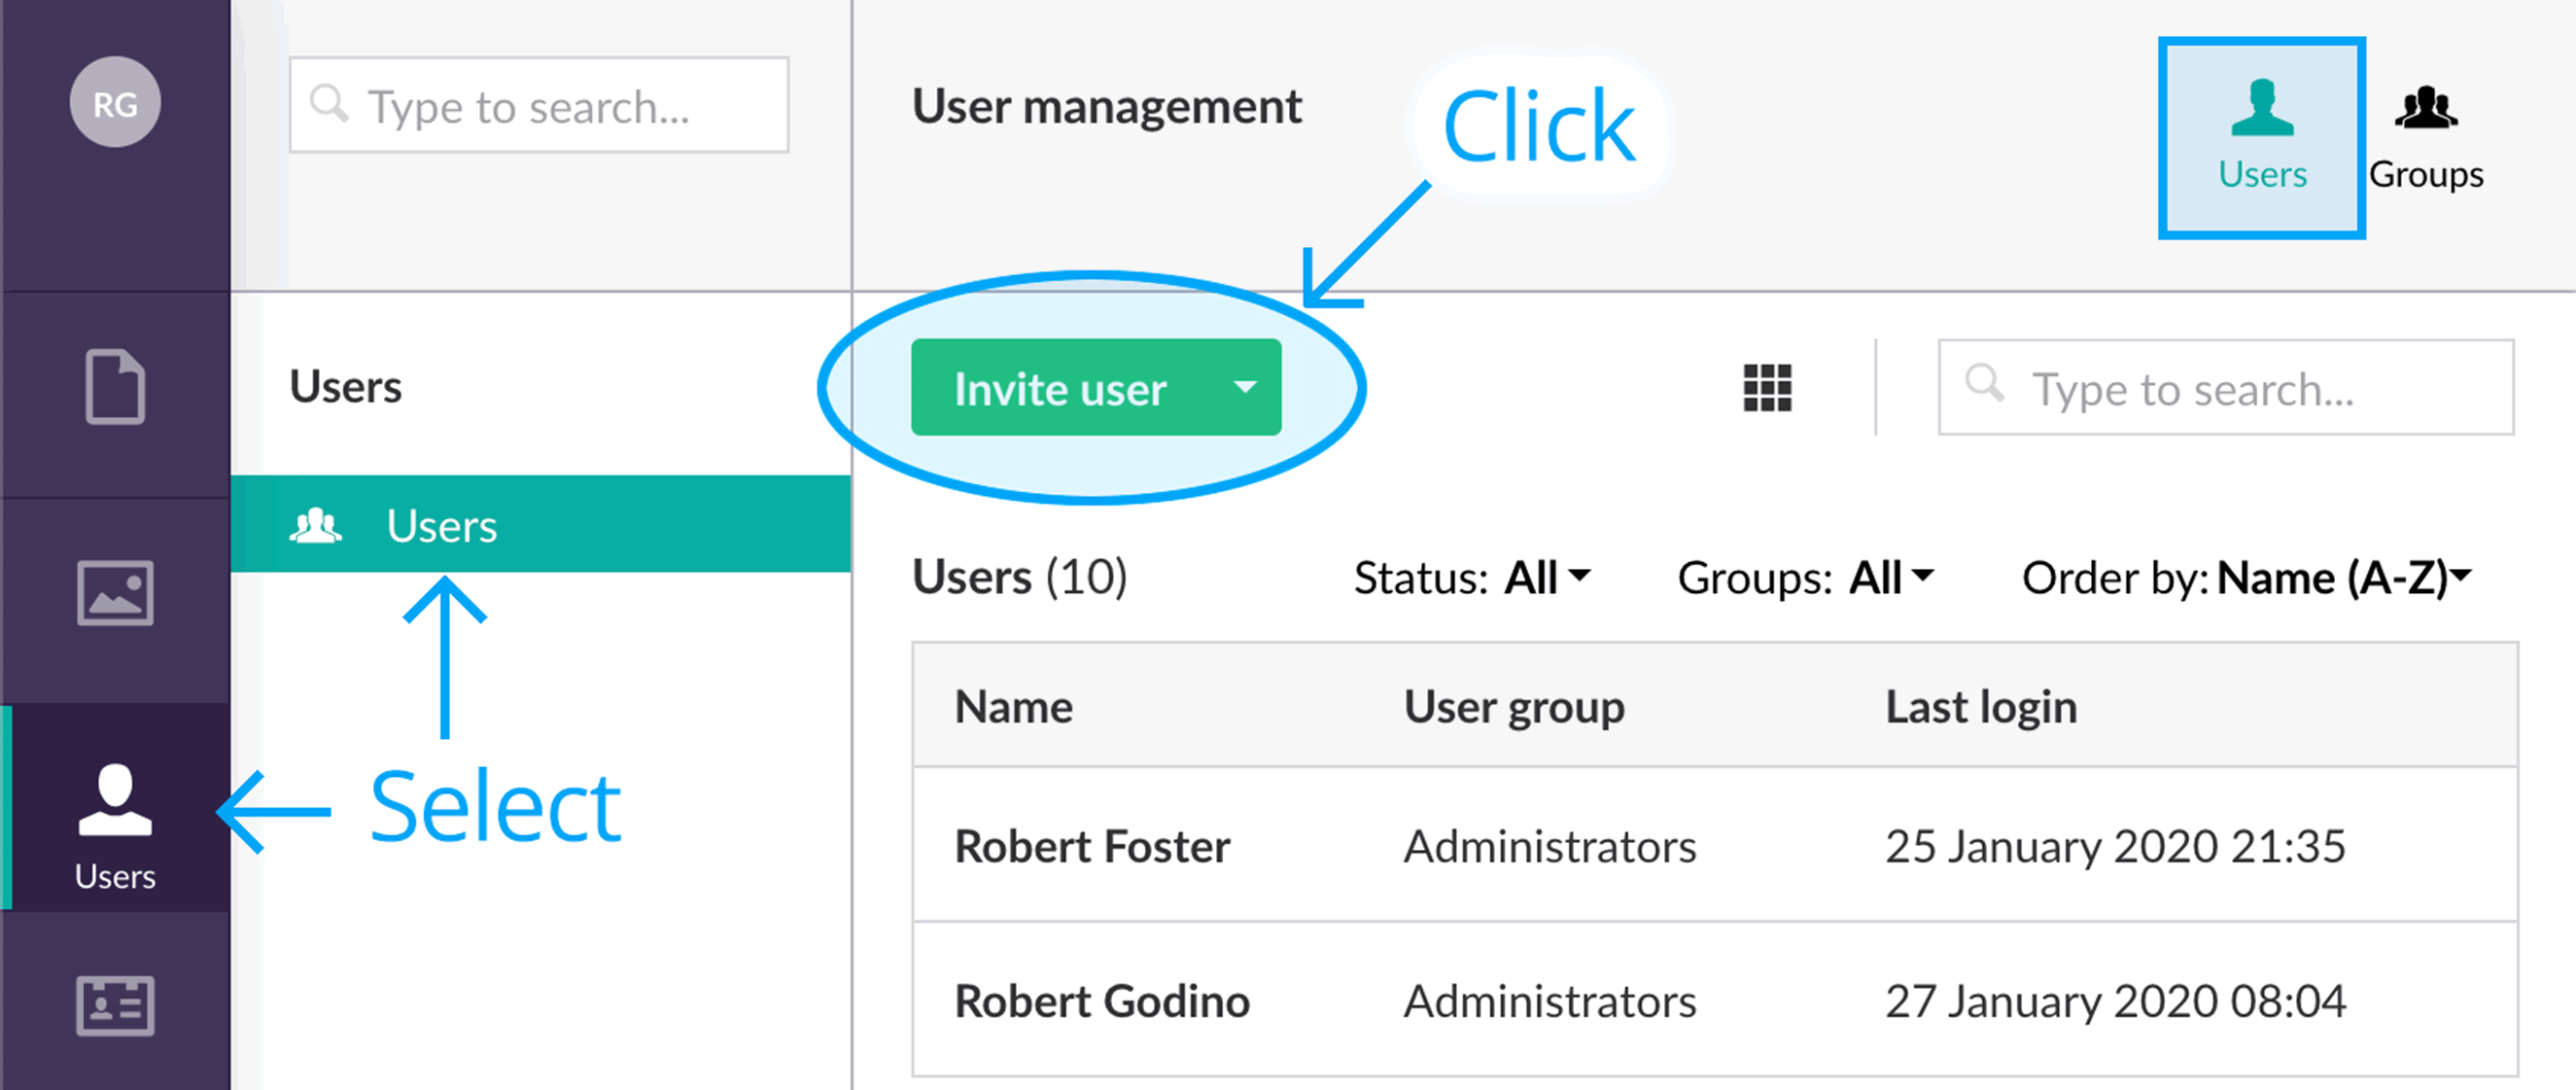 RG
Type to search...
User management
Click
Users
Groups
Users
Invite user
Type to search...
Users
Users (10)
Status: All
Groups: All
Order by: Name (A-Z)
Select
Users
Name
User group
Last login
Robert Foster
Administrators
25 January 2020 21:35
Robert Godino
Administrators
27 January 2020 08:04